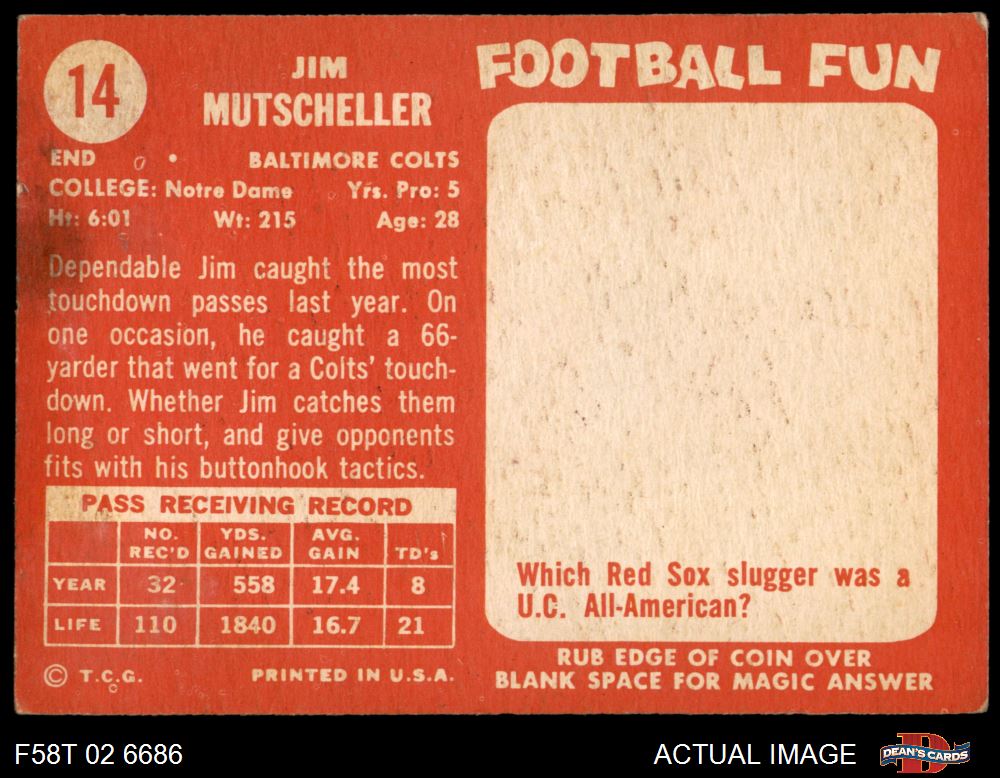 14
JIM
MUTSCHELLER
END • BALTIMORE COLTS
COLLEGE: Notre Dame Yrs. Pro: 5
Ht: 6:01 Wt: 215 Age: 28
Dependable Jim caught the most
touchdown passes last year. On
one occasion, he caught a 66-
yarder that went for a Colts' touch-
down. Whether Jim catches them
long or short, and give opponents
fits with his buttonhook tactics.
PASS RECEIVING RECORD
NO. REC'D YDS. GAINED AVG. GAIN TD's
YEAR 32 558 17.4 8
LIFE 110 1840 16.7 21
© T.C.G. PRINTED IN U.S.A.
FOOTBALL FUN
Which Red Sox slugger was a
U.C. All-American?
RUB EDGE OF COIN OVER
BLANK SPACE FOR MAGIC ANSWER
F58T 02 6686
ACTUAL IMAGE
D
DEAN'S CARDS